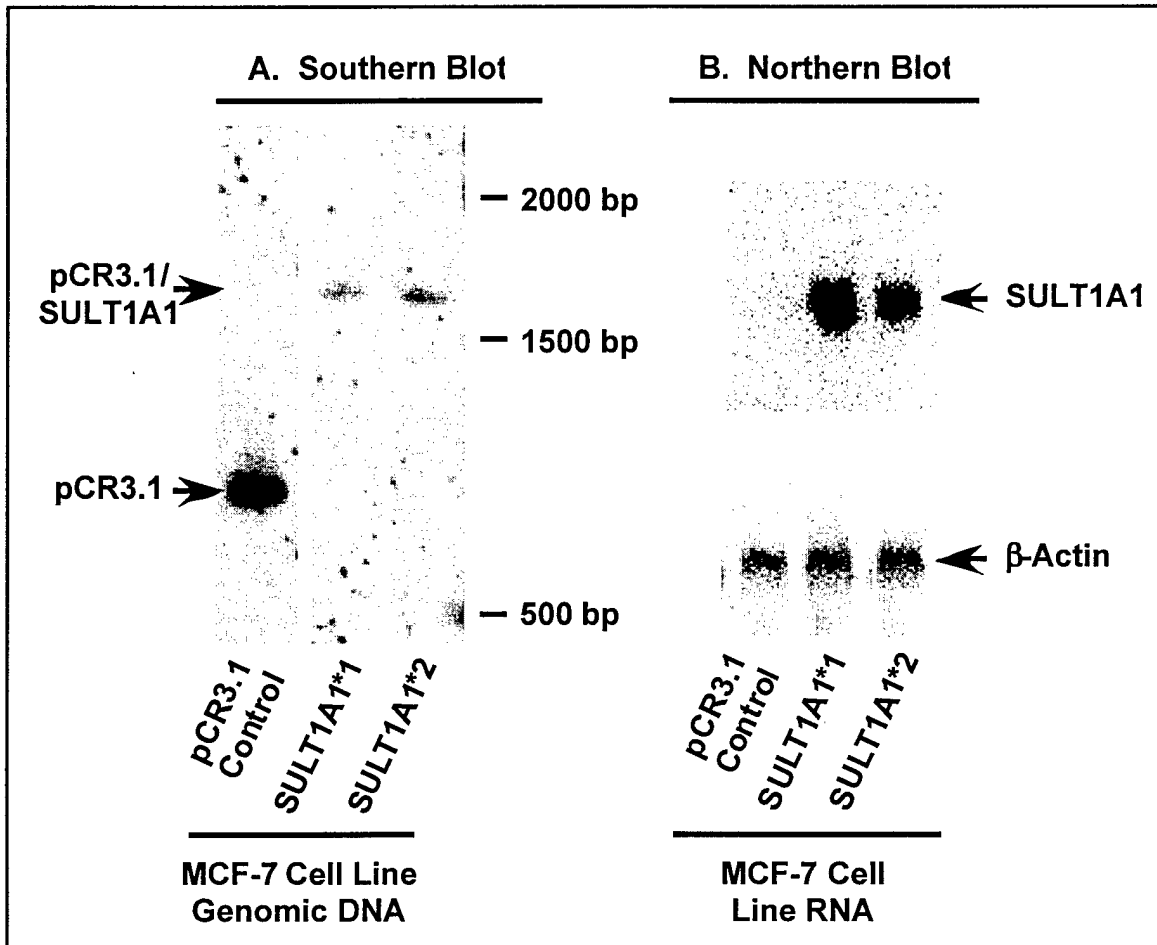 A. Southern Blot
2000 bp
pCR3.1/
SULT1A1
1500 bp
pCR3.1
500 bp
pCR3.1
Control
SULT1A1*1
SULT1A1*2
MCF-7 Cell Line
Genomic DNA
B. Northern Blot
SULT1A1
β-Actin
pCR3.1
Control
SULT1A1*1
SULT1A1*2
MCF-7 Cell
Line RNA